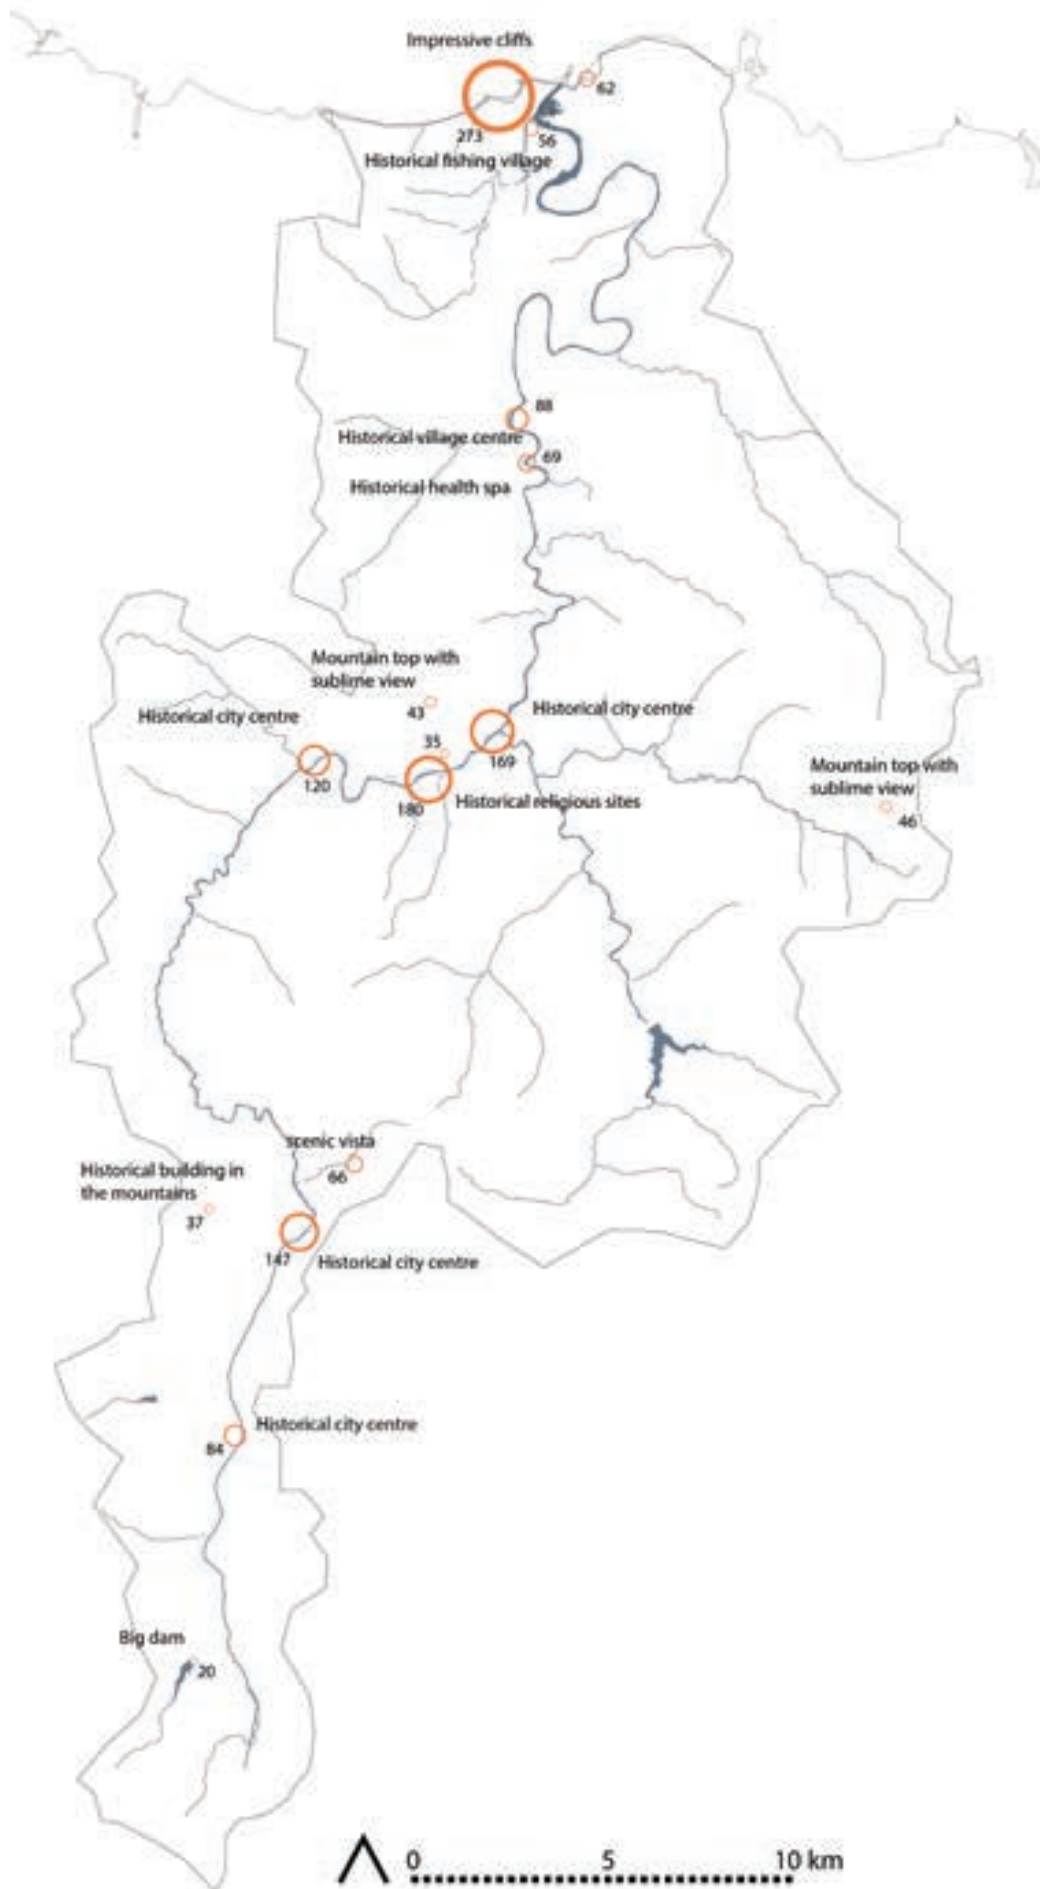 Impressive cliffs
62
273
56
Historical fishing village
88
Historical village centre
69
Historical health spa
Mountain top with
sublime view
43
Historical city centre
Historical city centre
35
169
120
180
Historical religious sites
Mountain top with
sublime view
46
scenic vista
66
Historical building in
the mountains
37
147
Historical city centre
Historical city centre
84
Big dam
20
0 5 10 km